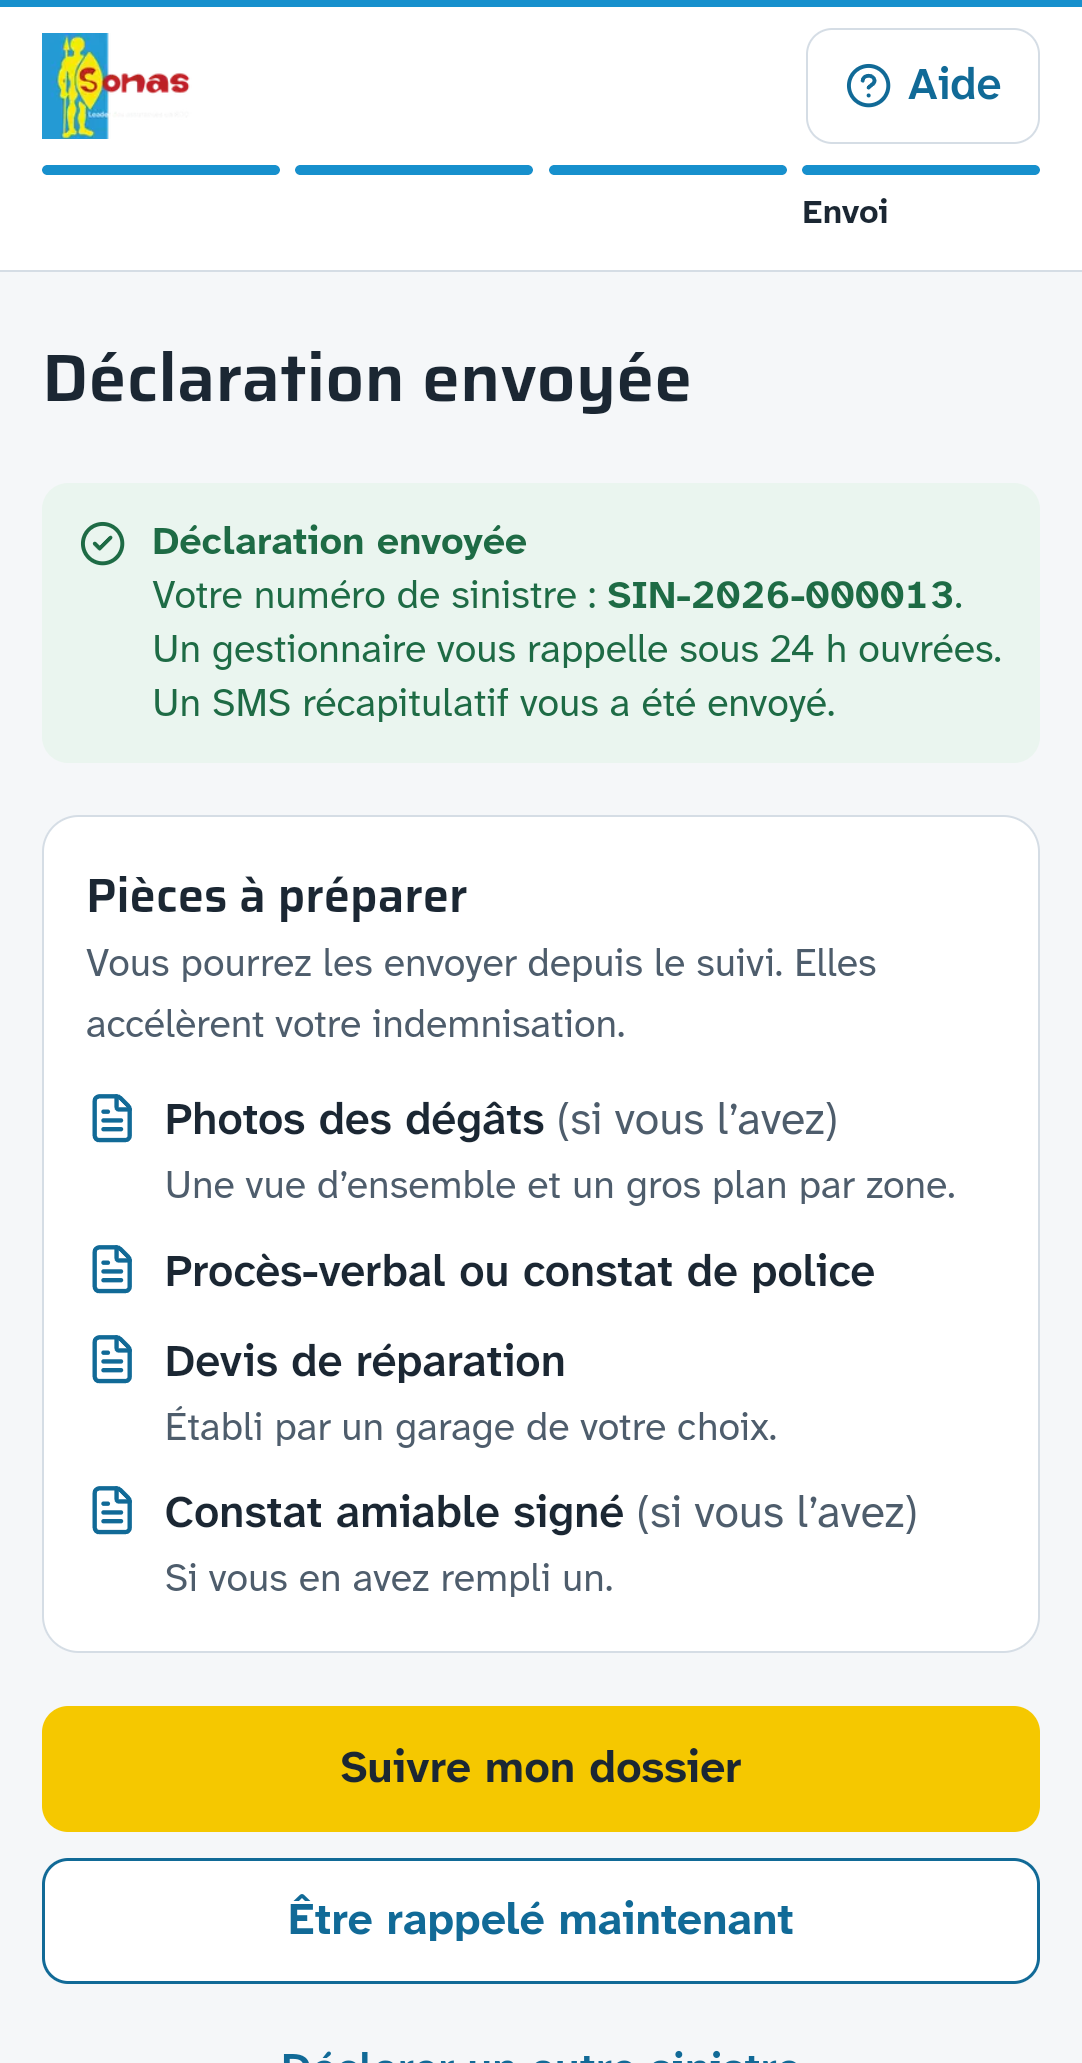 Sonas
Aide
Envoi
Déclaration envoyée
Déclaration envoyée
Votre numéro de sinistre : SIN-2026-000013.
Un gestionnaire vous rappelle sous 24 h ouvrées.
Un SMS récapitulatif vous a été envoyé.
Pièces à préparer
Vous pourrez les envoyer depuis le suivi. Elles
accélèrent votre indemnisation.
Photos des dégâts (si vous l’avez)
Une vue d’ensemble et un gros plan par zone.
Procès-verbal ou constat de police
Devis de réparation
Établi par un garage de votre choix.
Constat amiable signé (si vous l’avez)
Si vous en avez rempli un.
Suivre mon dossier
Être rappelé maintenant
Déclarer un autre sinistre